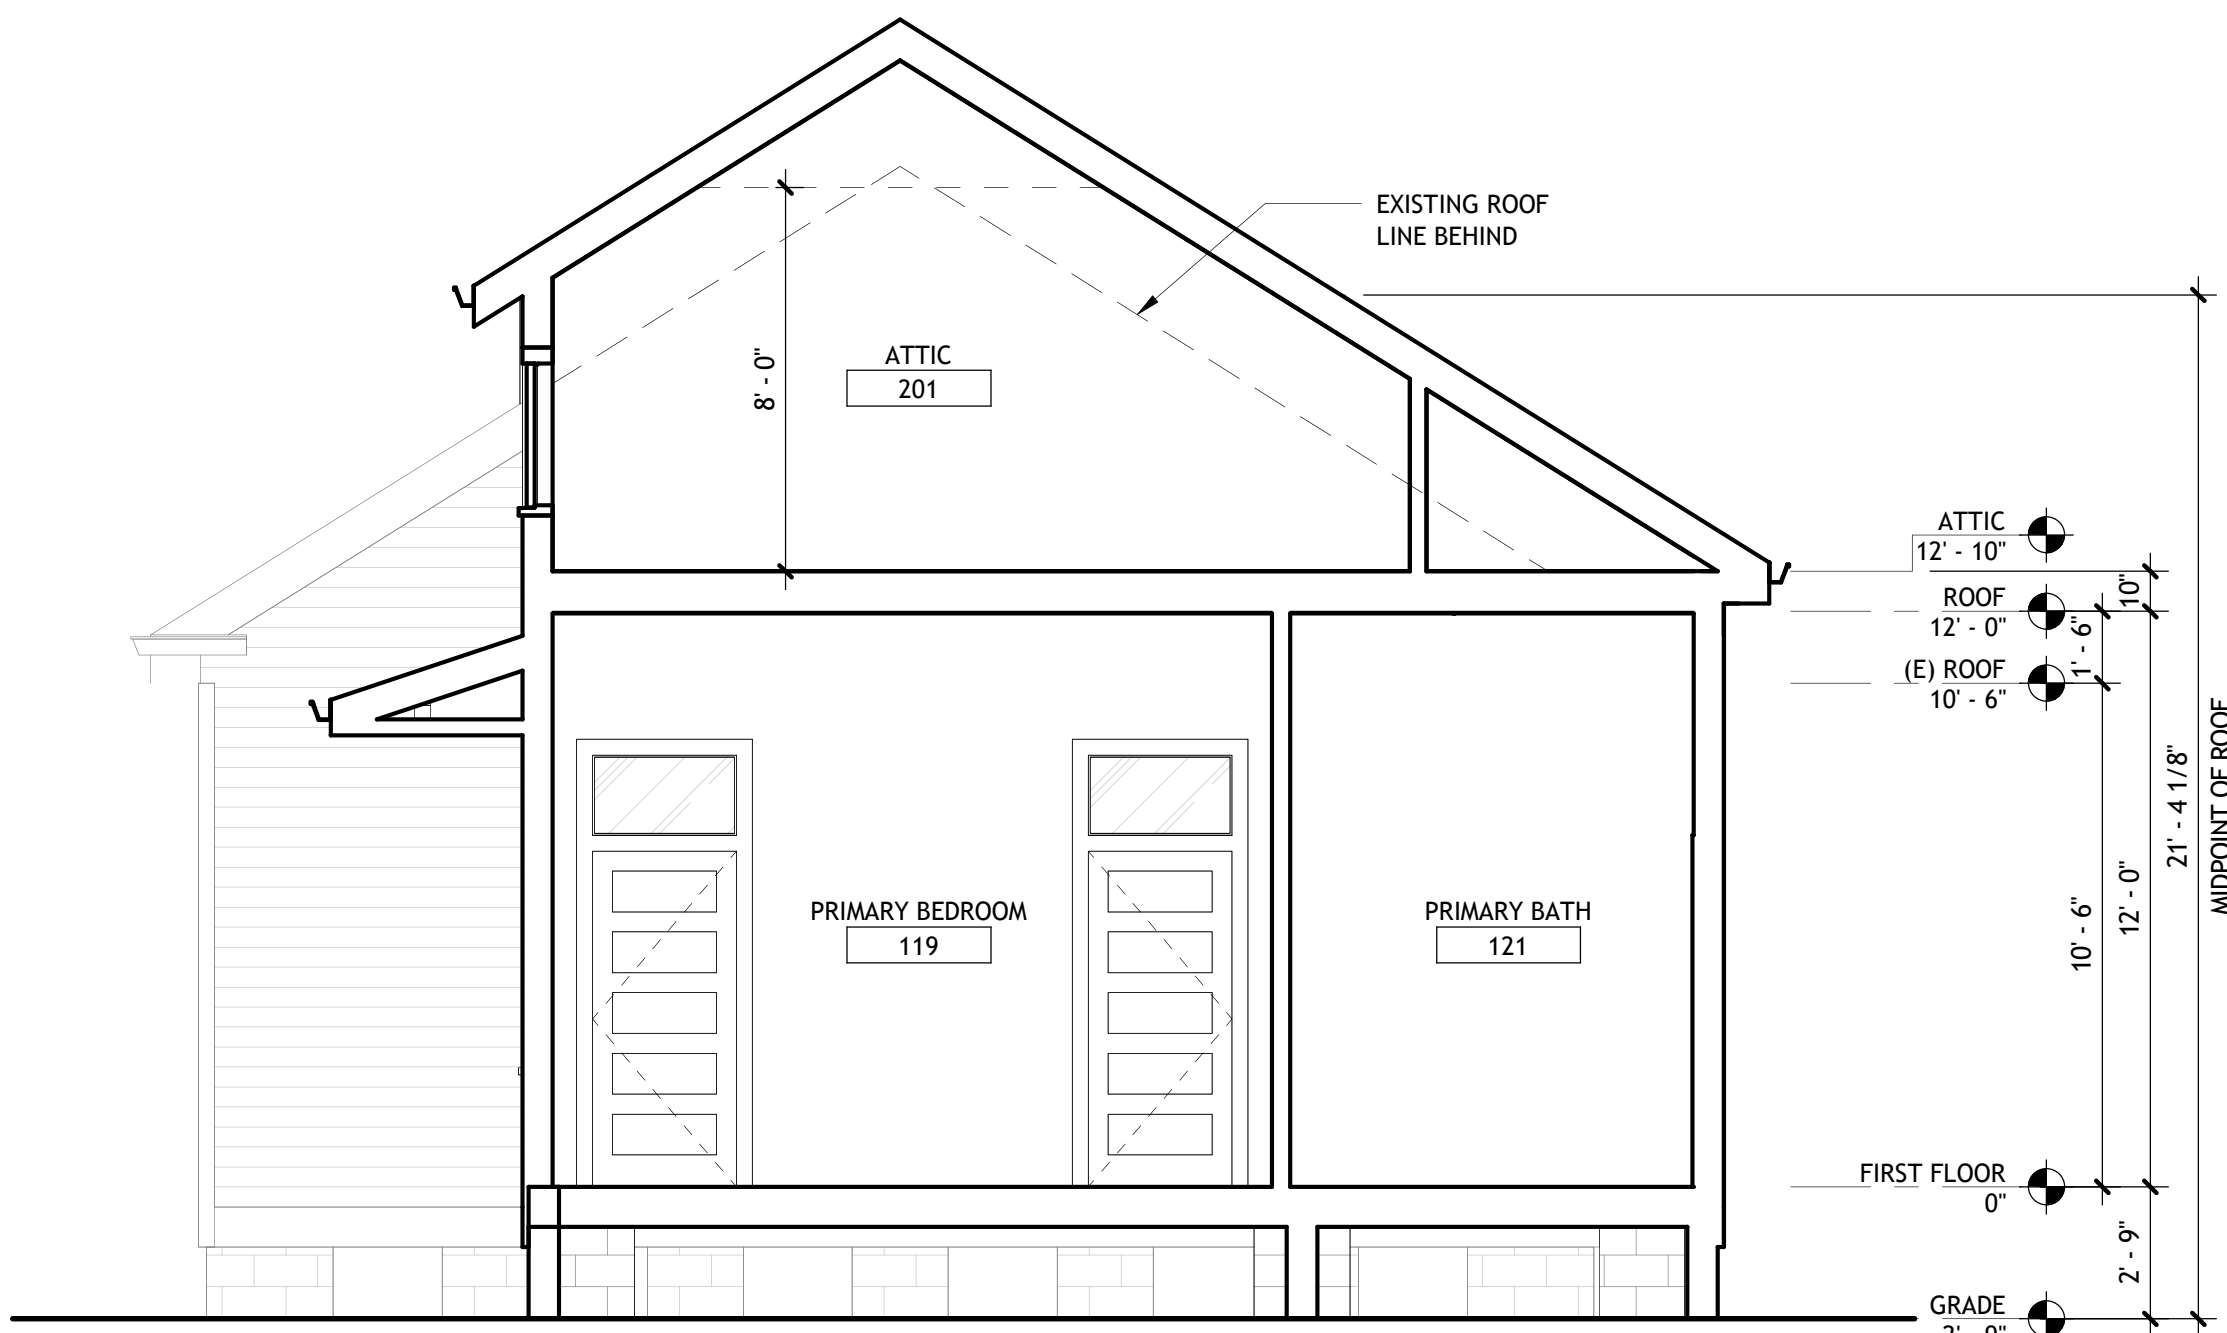 EXISTING ROOF
LINE BEHIND
8' - 0"
ATTIC
201
ATTIC
12' - 10"
10"
ROOF
12' - 0"
1' - 6"
(E) ROOF
10' - 6"
MIDPOINT OF ROOF
21' - 4 1/8"
12' - 0"
10' - 6"
PRIMARY BEDROOM
119
PRIMARY BATH
121
FIRST FLOOR
0"
2' - 9"
GRADE